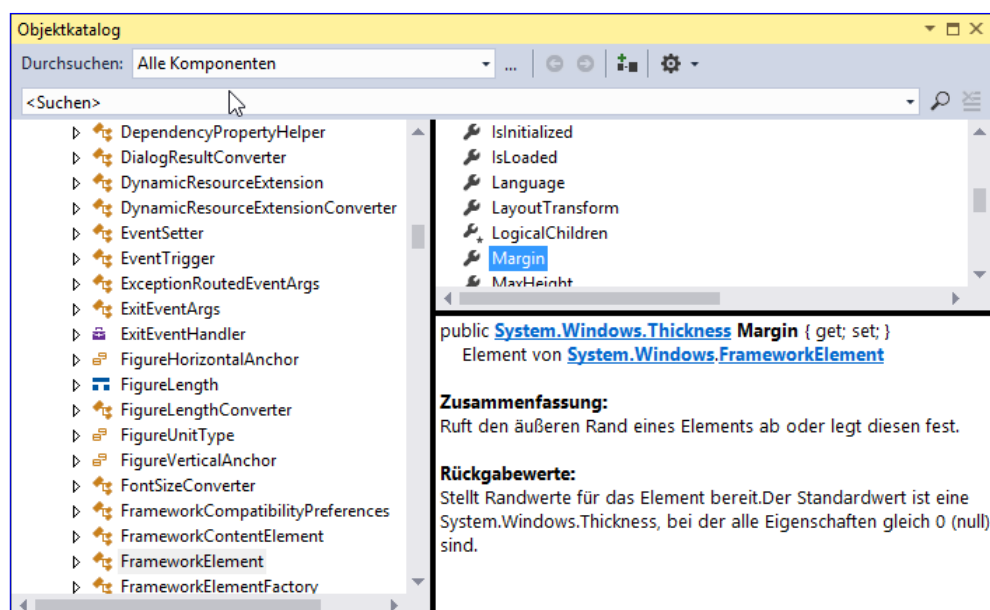 Objektkatalog
Durchsuchen: Alle Komponenten
...
<Suchen>
DependencyPropertyHelper
DialogResultConverter
DynamicResourceExtension
DynamicResourceExtensionConverter
EventSetter
EventTrigger
ExceptionRoutedEventArgs
ExitEventArgs
ExitEventHandler
FigureHorizontalAnchor
FigureLength
FigureLengthConverter
FigureUnitType
FigureVerticalAnchor
FontSizeConverter
FrameworkCompatibilityPreferences
FrameworkContentElement
FrameworkElement
FrameworkElementFactory
IsInitialized
IsLoaded
Language
LayoutTransform
LogicalChildren
Margin
MaxHeight
public System.Windows.Thickness Margin { get; set; }
Element von System.Windows.FrameworkElement
Zusammenfassung:
Ruft den äußeren Rand eines Elements ab oder legt diesen fest.
Rückgabewerte:
Stellt Randwerte für das Element bereit.Der Standardwert ist eine
System.Windows.Thickness, bei der alle Eigenschaften gleich 0 (null)
sind.